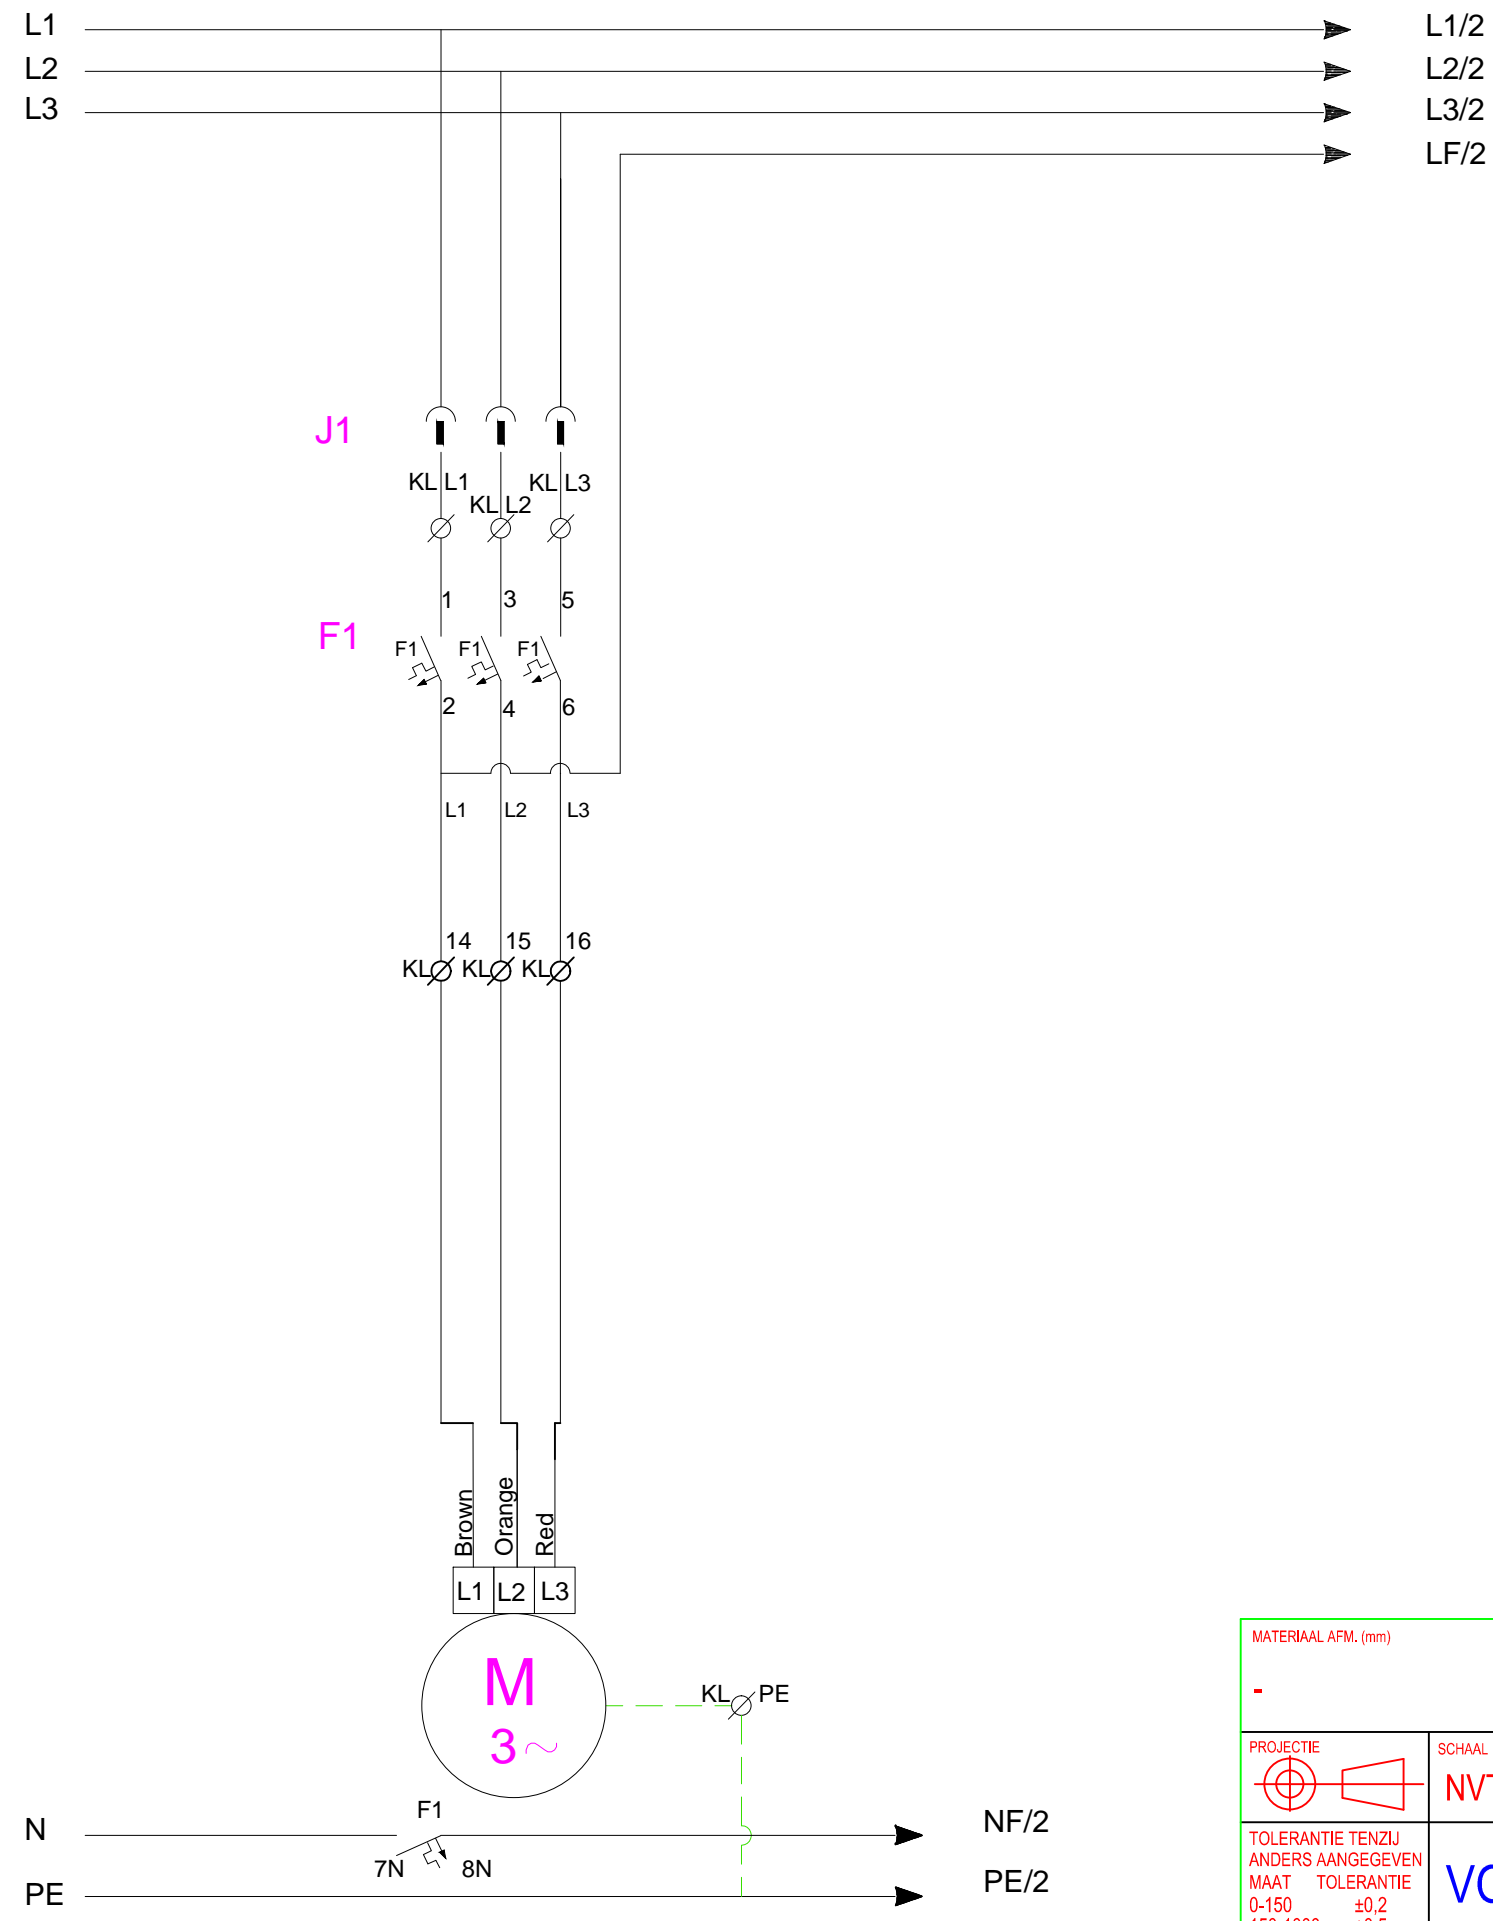 L1 L1/2
L2 L2/2
L3 L3/2
LF/2
J1
KL L1 KL L3
KL L2
1 3 5
F1
F1 F1 F1
2 4 6
L1 L2 L3
14 15 16
KL KL KL
Brown Orange Red
L1 L2 L3
M
3~
KL PE
F1
N NF/2
7N 8N
PE PE/2
MATERIAAL AFM. (mm)
-
PROJECTIE
SCHAAL
TOLERANTIE TENZIJ
ANDERS AANGEGEVEN
MAAT TOLERANTIE
0-150 ±0,2